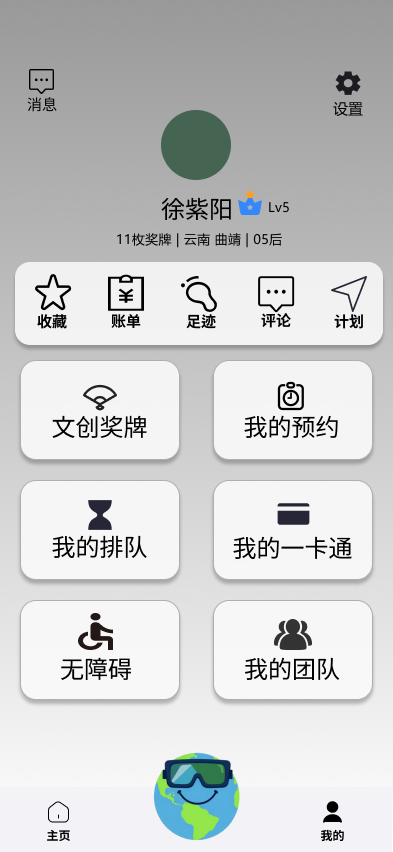 消息
设置
徐紫阳 Lv5
11枚奖牌 | 云南 曲靖 | 05后
收藏 账单 足迹 评论 计划
文创奖牌 我的预约
我的排队 我的一卡通
无障碍 我的团队
主页 我的